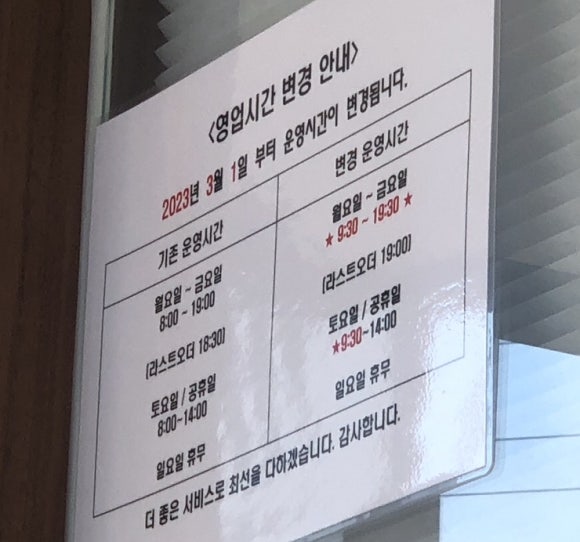 <영업시간 변경 안내>
2023년 3월 1일 부터 운영시간이 변경됩니다.
기존 운영시간
월요일 ~ 금요일
8:00 ~ 19:00
(라스트오더 18:30)
토요일 / 공휴일
8:00~14:00
일요일 휴무
변경 운영시간
월요일 ~ 금요일
★ 9:30 ~ 19:30 ★
(라스트오더 19:00)
토요일 / 공휴일
★9:30~14:00
일요일 휴무
더 좋은 서비스로 최선을 다하겠습니다. 감사합니다.